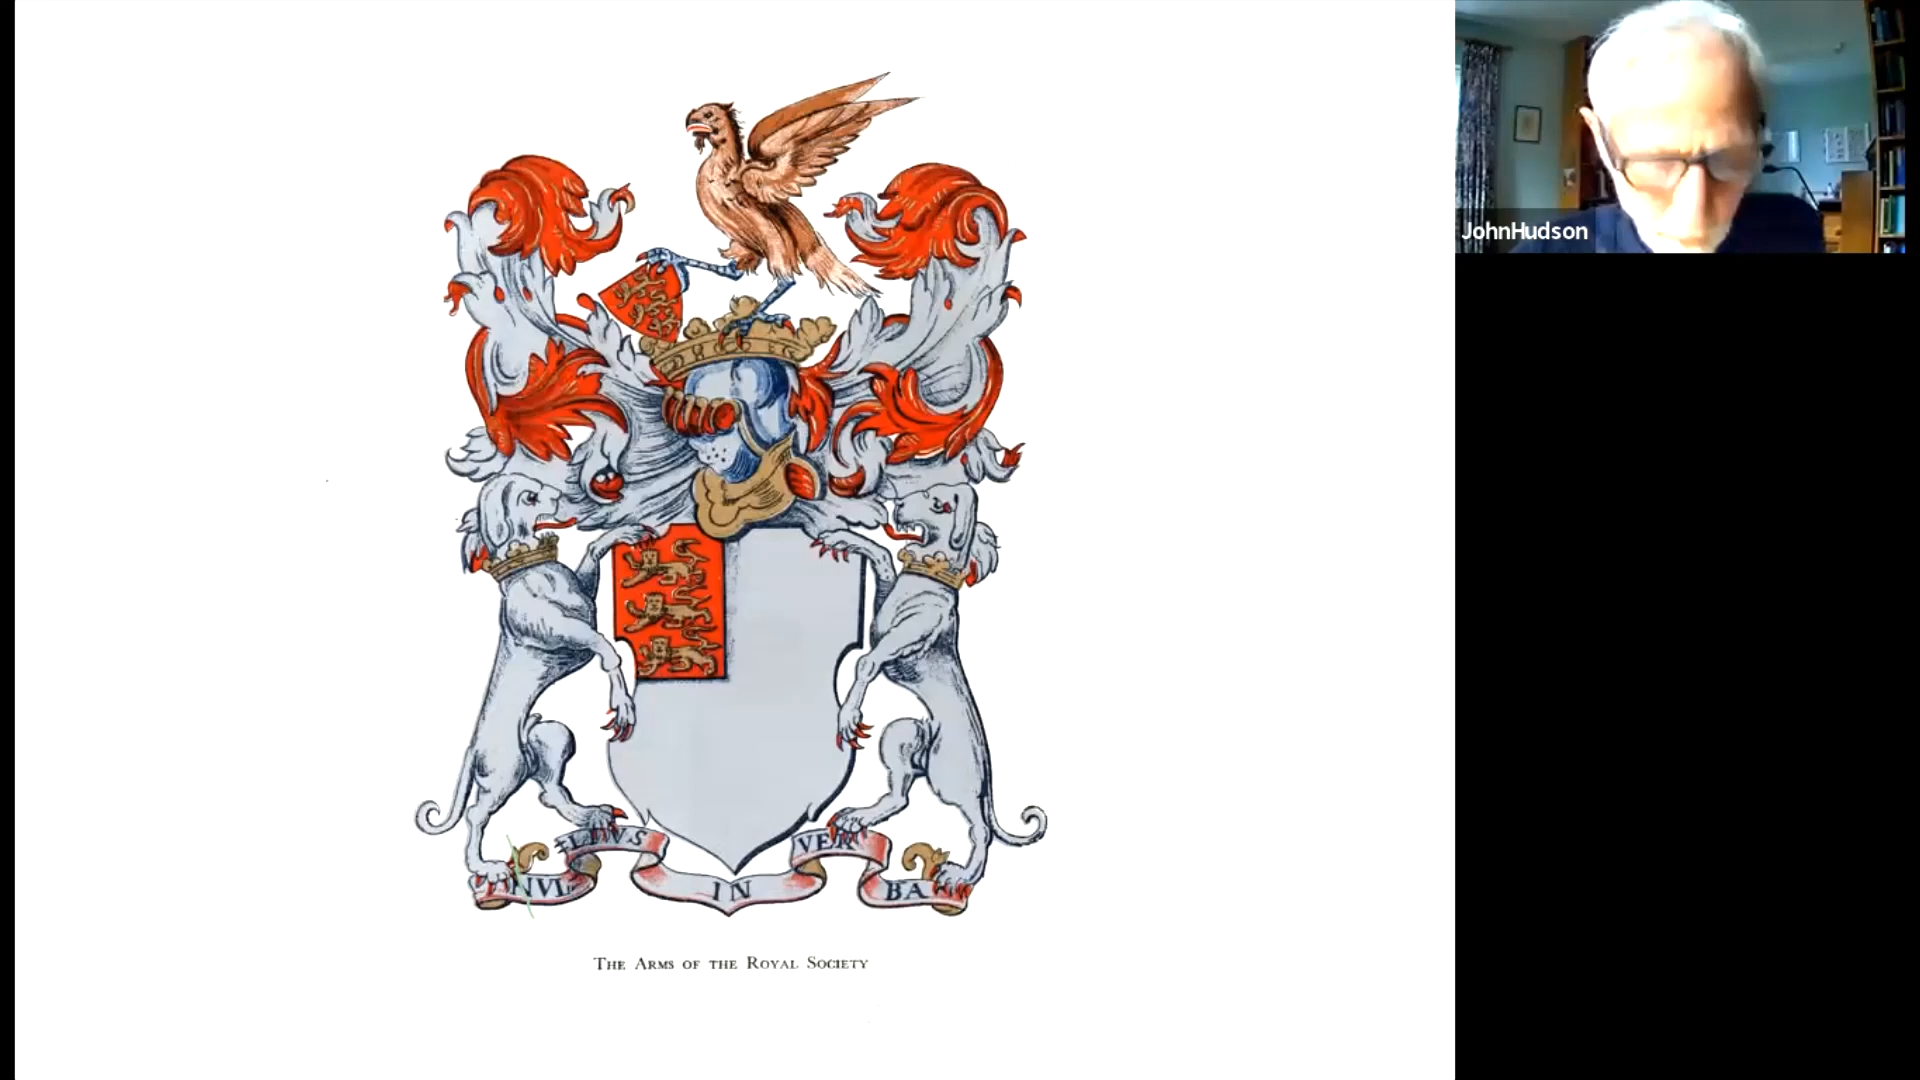 JohnHudson
NVL LIVS IN VER BA
THE ARMS OF THE ROYAL SOCIETY